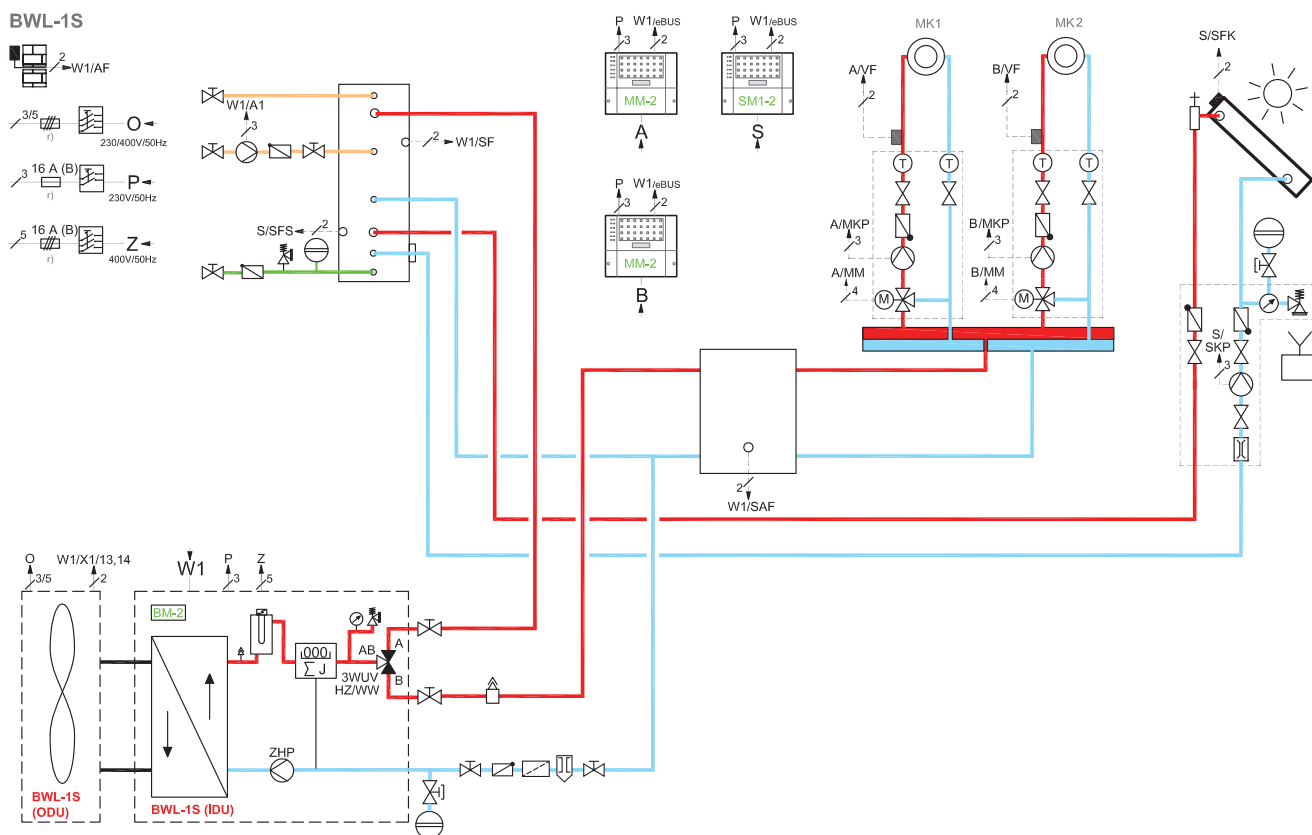 BWL-1S
2
W1/AF
3/5
r)
O
230/400V/50Hz
16 A (B)
3
r)
P
230V/50Hz
16 A (B)
5
r)
Z
400V/50Hz
W1/A1
3
2
W1/SF
S/SFS
2
P
W1/eBUS
3
2
MM-2
A
P
W1/eBUS
3
2
SM1-2
S
P
W1/eBUS
3
2
MM-2
B
MK1
A/VF
2
T
T
A/MKP
3
A/MM
4
M
MK2
B/VF
2
T
T
B/MKP
3
B/MM
4
M
S/SFK
2
S/
SKP
3
2
W1/SAF
O
3/5
W1/X1/13,14
2
W1
P
3
Z
5
BM-2
000
Σ J
AB
A
B
3WUV
HZ/WW
ZHP
BWL-1S
(ODU)
BWL-1S (IDU)